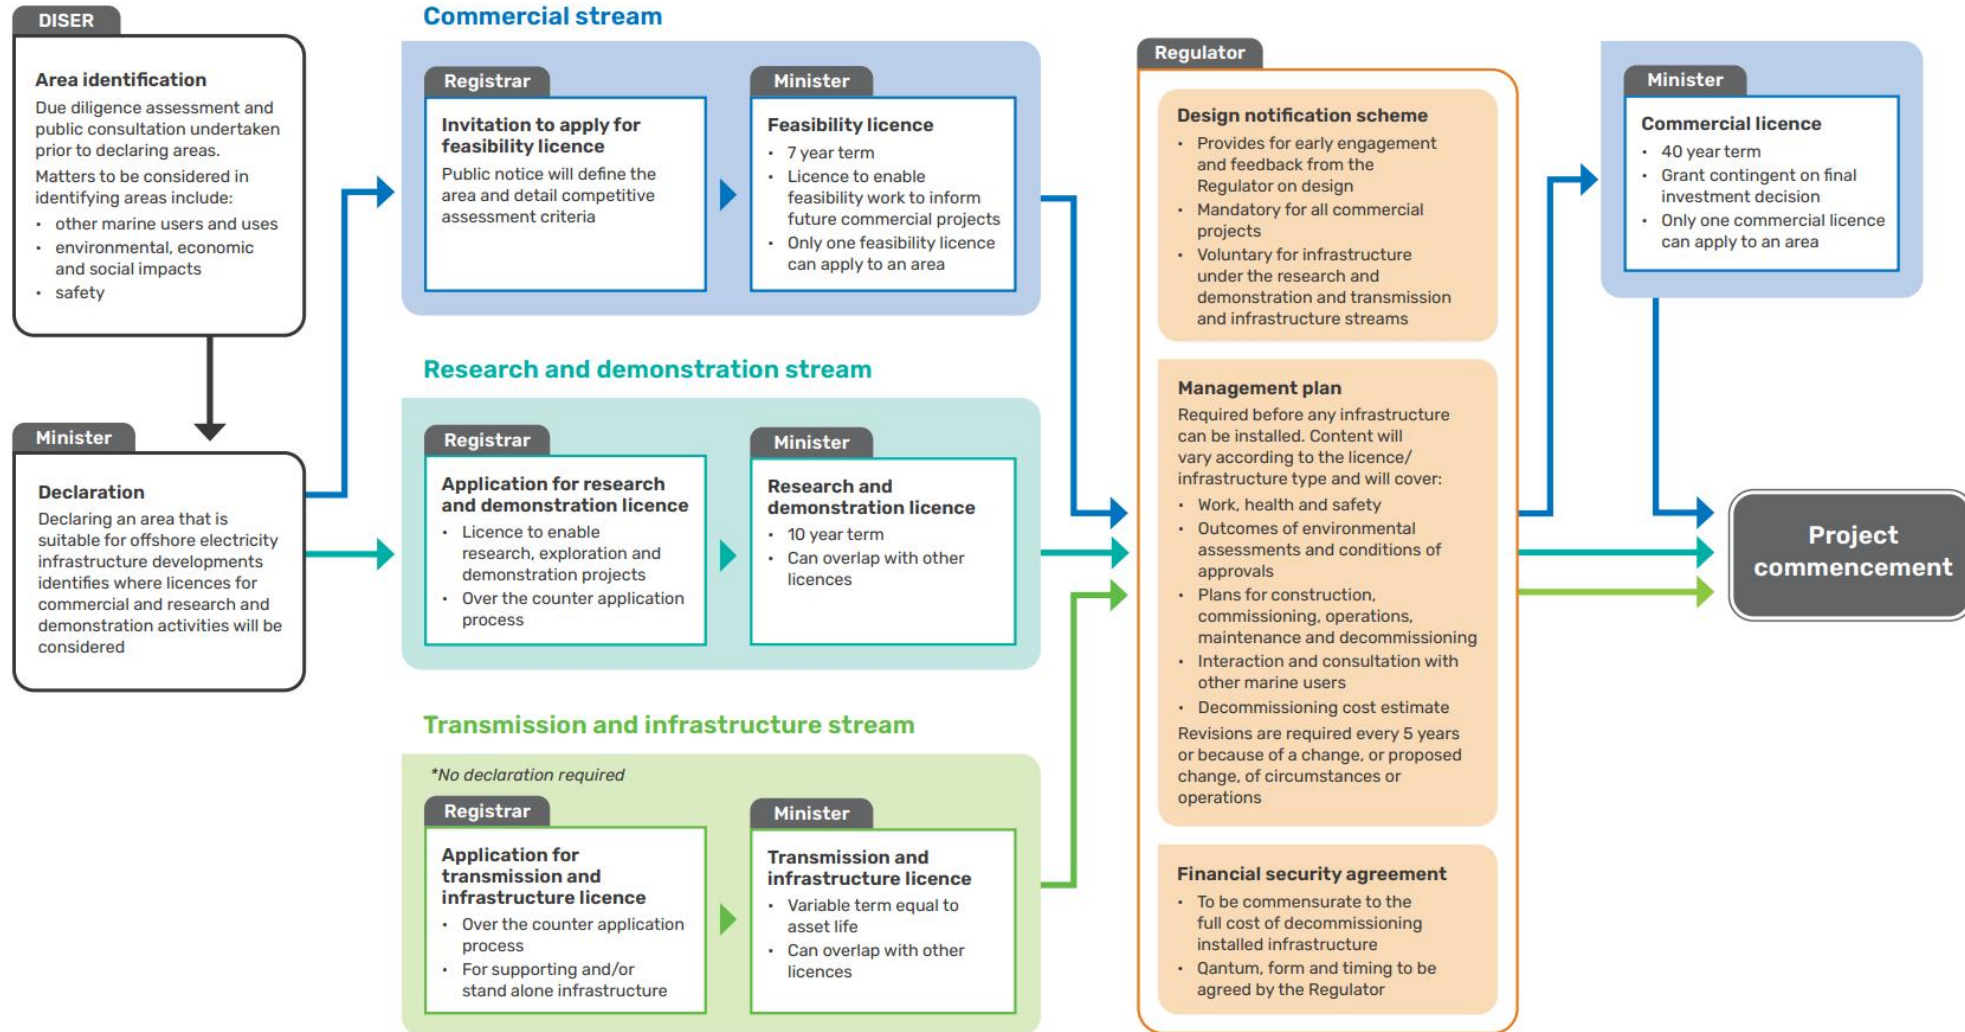 DISER
Area identification
Due diligence assessment and
public consultation undertaken
prior to declaring areas.
Matters to be considered in
identifying areas include:
• other marine users and uses
• environmental, economic
and social impacts
• safety
Minister
Declaration
Declaring an area that is
suitable for offshore electricity
infrastructure developments
identifies where licences for
commercial and research and
demonstration activities will be
considered
Commercial stream
Registrar
Invitation to apply for
feasibility licence
Public notice will define the
area and detail competitive
assessment criteria
Minister
Feasibility licence
• 7 year term
• Licence to enable
feasibility work to inform
future commercial projects
• Only one feasibility licence
can apply to an area
Research and demonstration stream
Registrar
Application for research
and demonstration licence
• Licence to enable
research, exploration and
demonstration projects
• Over the counter application
process
Minister
Research and
demonstration licence
• 10 year term
• Can overlap with other
licences
Transmission and infrastructure stream
*No declaration required
Registrar
Application for
transmission and
infrastructure licence
• Over the counter application
process
• For supporting and/or
stand alone infrastructure
Minister
Transmission and
infrastructure licence
• Variable term equal to
asset life
• Can overlap with other
licences
Regulator
Design notification scheme
• Provides for early engagement
and feedback from the
Regulator on design
• Mandatory for all commercial
projects
• Voluntary for infrastructure
under the research and
demonstration and transmission
and infrastructure streams
Management plan
Required before any infrastructure
can be installed. Content will
vary according to the licence/
infrastructure type and will cover:
• Work, health and safety
• Outcomes of environmental
assessments and conditions of
approvals
• Plans for construction,
commissioning, operations,
maintenance and decommissioning
• Interaction and consultation with
other marine users
• Decommissioning cost estimate
Revisions are required every 5 years
or because of a change, or proposed
change, of circumstances or
operations
Financial security agreement
• To be commensurate to the
full cost of decommissioning
installed infrastructure
• Qantum, form and timing to be
agreed by the Regulator
Minister
Commercial licence
• 40 year term
• Grant contingent on final
investment decision
• Only one commercial licence
can apply to an area
Project
commencement